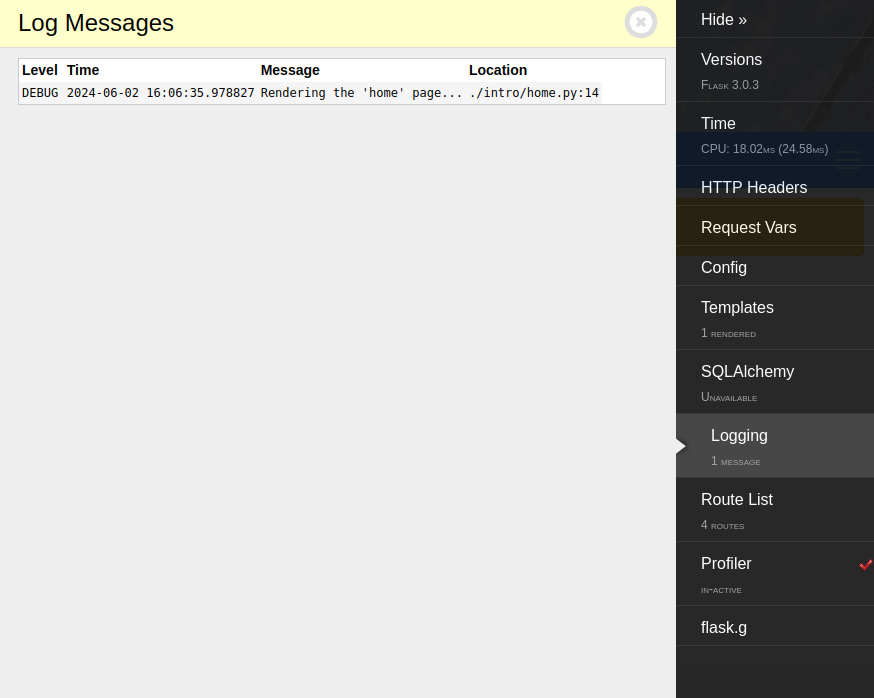 Log Messages
Level Time Message Location
DEBUG 2024-06-02 16:06:35.978827 Rendering the 'home' page... ./intro/home.py:14
Hide »
Versions
Flask 3.0.3
Time
CPU: 18.02ms (24.58ms)
HTTP Headers
Request Vars
Config
Templates
1 rendered
SQLAlchemy
Unavailable
Logging
1 message
Route List
4 routes
Profiler
in-active
flask.g